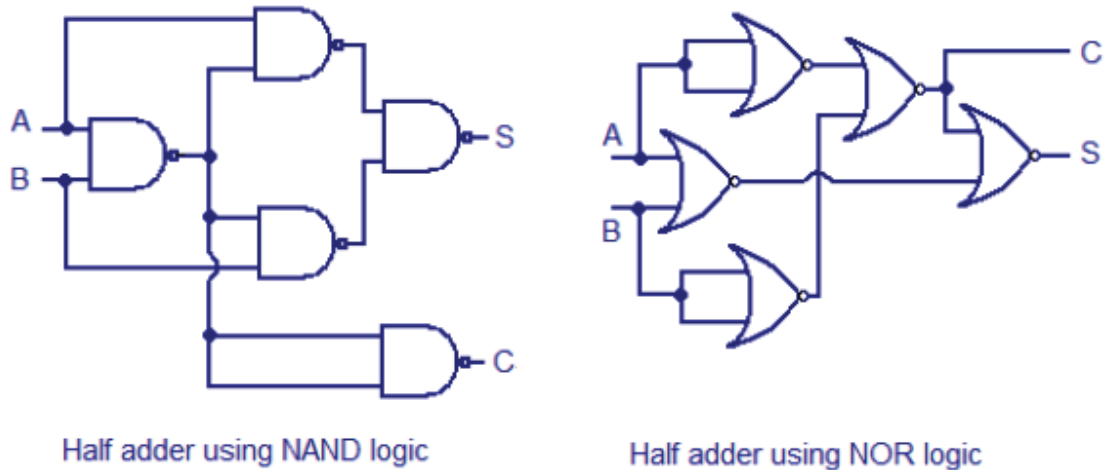 A
B
S
C
Half adder using NAND logic
A
B
C
S
Half adder using NOR logic